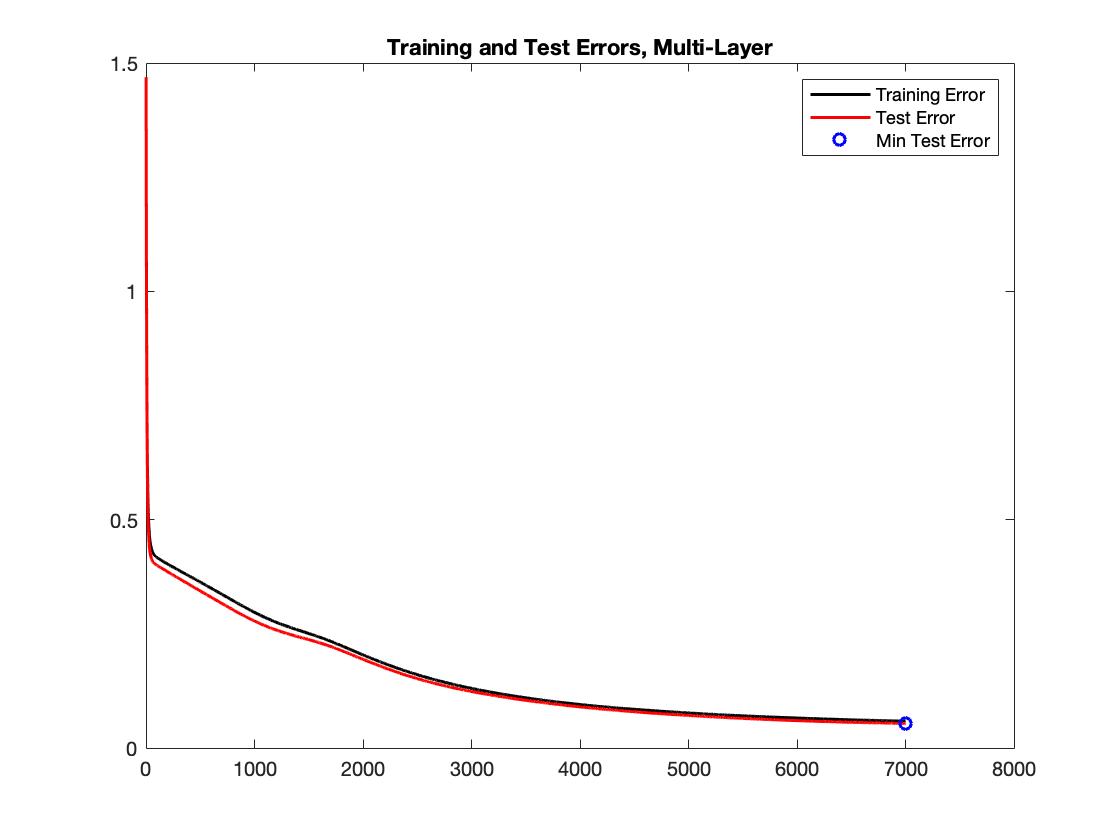 Training and Test Errors, Multi-Layer
1.5
Training Error
Test Error
Min Test Error
1
0.5
0
0 1000 2000 3000 4000 5000 6000 7000 8000